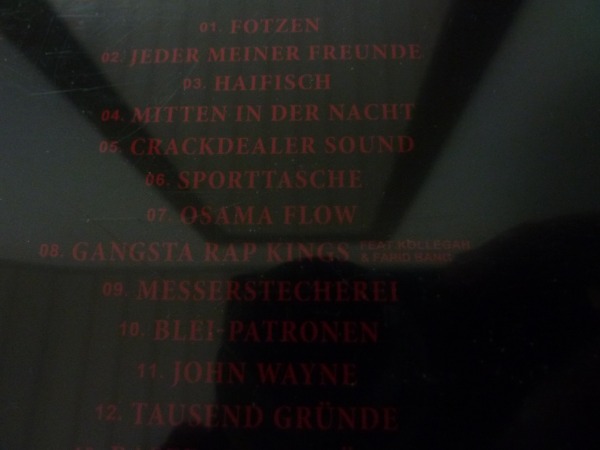 01. FOTZEN
02. JEDER MEINER FREUNDE
03. HAIFISCH
04. MITTEN IN DER NACHT
05. CRACKDEALER SOUND
06. SPORTTASCHE
07. OSAMA FLOW
08. GANGSTA RAP KINGS FEAT. KOLLEGAH
& FARID BANG
09. MESSERSTECHEREI
10. BLEI-PATRONEN
11. JOHN WAYNE
12. TAUSEND GRÜNDE